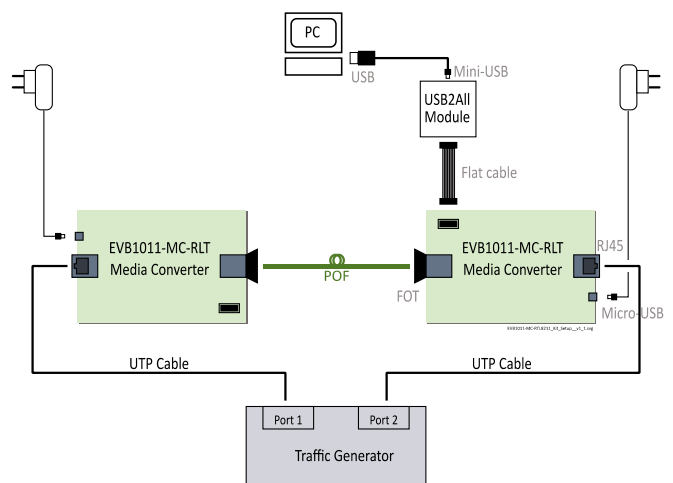 PC
USB
Mini-USB
USB2All
Module
Flat cable
EVB1011-MC-RLT
Media Converter
POF
FOT
EVB1011-MC-RLT
Media Converter
RJ45
Micro-USB
UTP Cable
UTP Cable
Port 1
Port 2
Traffic Generator